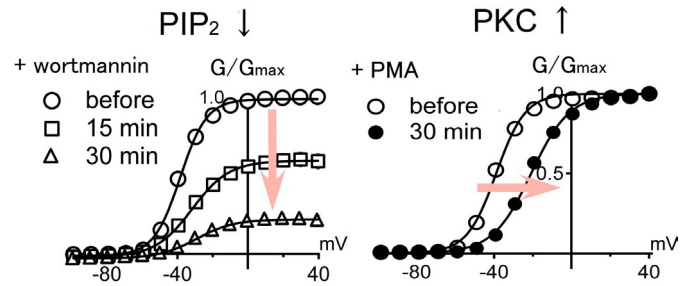 PIP₂ ↓
+ wortmannin
before
15 min
30 min
G/Gmax
1.0
mV
-80
-40
40
PKC ↑
+ PMA
before
30 min
G/Gmax
1.0
0.5
mV
-80
-40
0
40